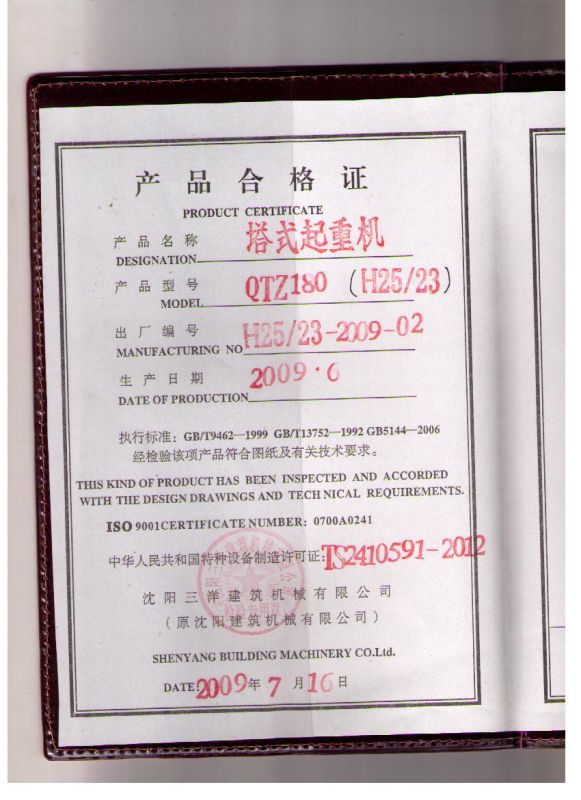 产品合格证
PRODUCT CERTIFICATE
产品名称 塔式起重机
DESIGNATION
产品型号 QTZ180 (H25/23)
MODEL
出厂编号 H25/23-2009-02
MANUFACTURING NO
生产日期 2009·6
DATE OF PRODUCTION
执行标准: GB/T9462—1999 GB/T13752—1992 GB5144—2006
经检验该项产品符合图纸及有关技术要求。
THIS KIND OF PRODUCT HAS BEEN INSPECTED AND ACCORDED
WITH THE DESIGN DRAWINGS AND TECH NICAL REQUIREMENTS.
ISO 9001CERTIFICATE NUMBER: 0700A0241
中华人民共和国特种设备制造许可证: TS2410591-2012
沈阳三洋建筑机械有限公司
(原沈阳建筑机械有限公司)
SHENYANG BUILDING MACHINERY CO.Ltd.
DATE: 2009年 7月 16日